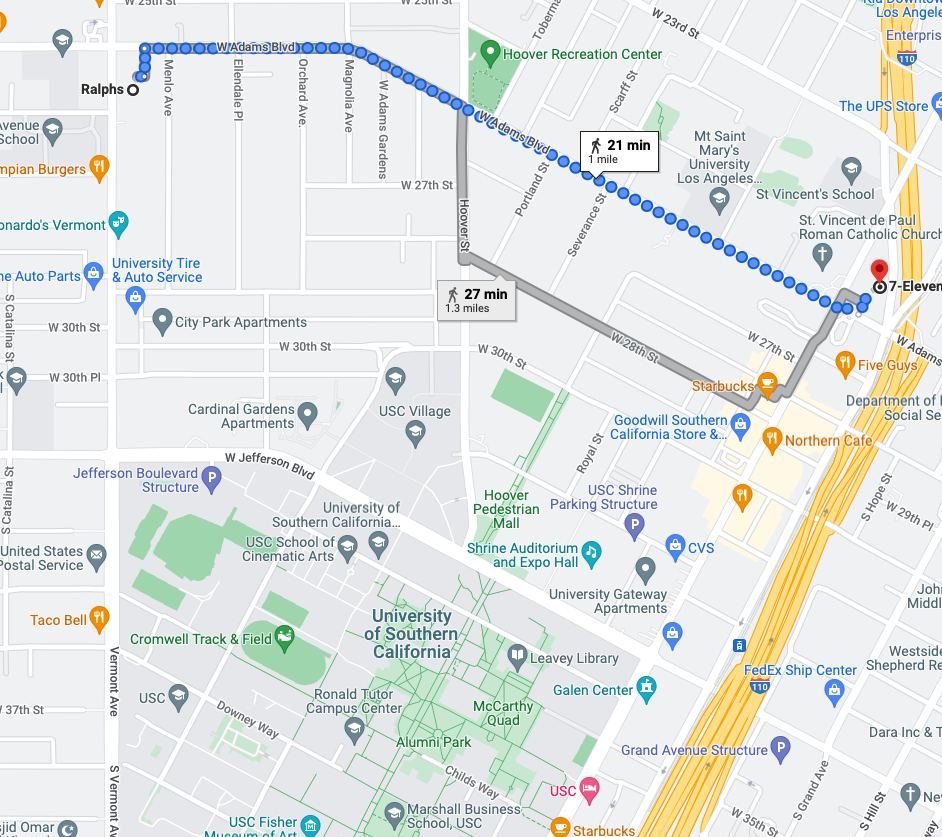 W 25th St
W 25th St
Toberma
W 23rd St
Kid Downtown
Los Angeles
Enterpris
110
W Adams Blvd
Hoover Recreation Center
Ralphs
Menlo Ave
Ellendale Pl
Orchard Ave.
Magnolia Ave
W Adams Gardens
Scarff St
The UPS Store
W Adams Blvd
Avenue
School
21 min
1 mile
Mt Saint
Mary's
University
Los Angeles...
mpian Burgers
W 27th St
Portland St
St Vincent's School
onardo's Vermont
Hoover St
Severance St
St. Vincent de Paul
Roman Catholic Church
University Tire
& Auto Service
ne Auto Parts
27 min
1.3 miles
7-Eleven
S Catalina St
City Park Apartments
W 30th St
W 30th St
W 30th St
W 28th St
W 27th St
W Adams
W 30th Pl
Five Guys
Starbucks
Cardinal Gardens
Apartments
USC Village
Goodwill Southern
California Store &...
Department of
Social Se
Northern Cafe
W Jefferson Blvd
Royal St
Jefferson Boulevard
Structure
S Catalina St
University of
Southern California...
Hoover
Pedestrian
Mall
USC Shrine
Parking Structure
S Hope St
W 29th Pl
United States
Postal Service
USC School of
Cinematic Arts
Shrine Auditorium
and Expo Hall
CVS
University Gateway
Apartments
John
Middl
Taco Bell
University
of Southern
California
Cromwell Track & Field
Leavey Library
Westside
Shepherd Re
FedEx Ship Center
110
Vermont Ave
USC
Ronald Tutor
Campus Center
Galen Center
W 37th St
Downey Way
McCarthy
Quad
Dara Inc & T
Alumni Park
Grand Avenue Structure
S Vermont Av
Childs Way
USC
S Grand Ave
S Hill St
New
Marshall Business
School, USC
sjid Omar
USC Fisher
Museum of Art
Starbucks
W 35th St